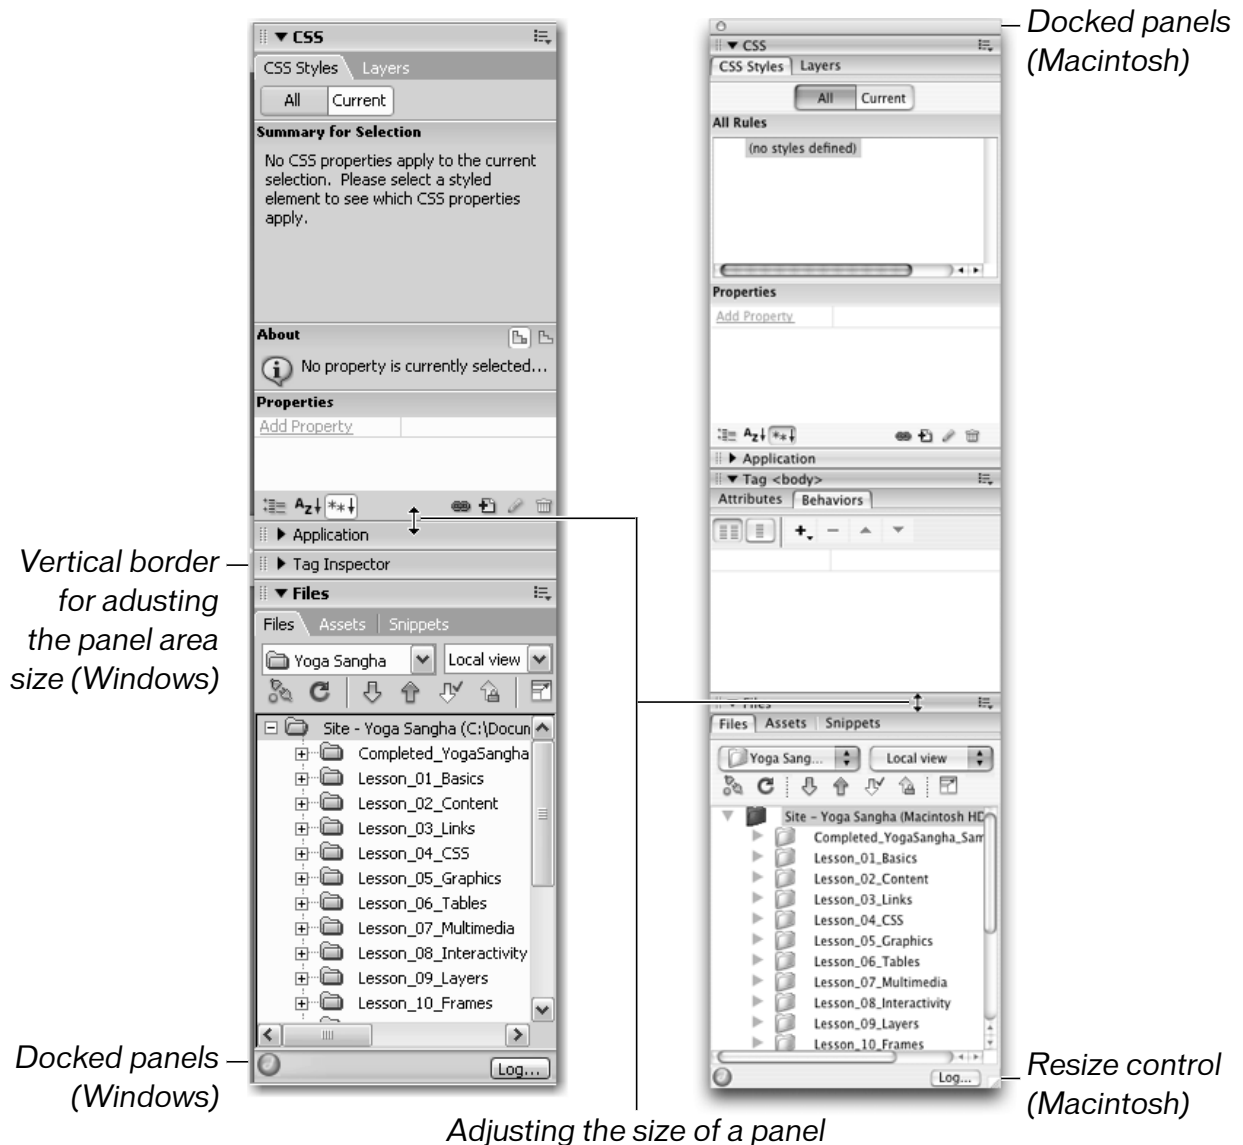 CSS
CSS Styles Layers
All Current
Summary for Selection
No CSS properties apply to the current
selection. Please select a styled
element to see which CSS properties
apply.
About
No property is currently selected...
Properties
Add Property
Application
Tag Inspector
Files
Files Assets Snippets
Yoga Sangha Local view
Site - Yoga Sangha (C:\Docun
Completed_YogaSangha
Lesson_01_Basics
Lesson_02_Content
Lesson_03_Links
Lesson_04_CSS
Lesson_05_Graphics
Lesson_06_Tables
Lesson_07_Multimedia
Lesson_08_Interactivity
Lesson_09_Layers
Lesson_10_Frames
Log...
Vertical border
for adusting
the panel area
size (Windows)
Docked panels
(Windows)
Docked panels
(Macintosh)
CSS
CSS Styles Layers
All Current
All Rules
(no styles defined)
Properties
Add Property
Application
Tag <body>
Attributes Behaviors
Files
Files Assets Snippets
Yoga Sang... Local view
Site – Yoga Sangha (Macintosh HD
Completed_YogaSangha_Sam
Lesson_01_Basics
Lesson_02_Content
Lesson_03_Links
Lesson_04_CSS
Lesson_05_Graphics
Lesson_06_Tables
Lesson_07_Multimedia
Lesson_08_Interactivity
Lesson_09_Layers
Lesson_10_Frames
Log...
Resize control
(Macintosh)
Adjusting the size of a panel